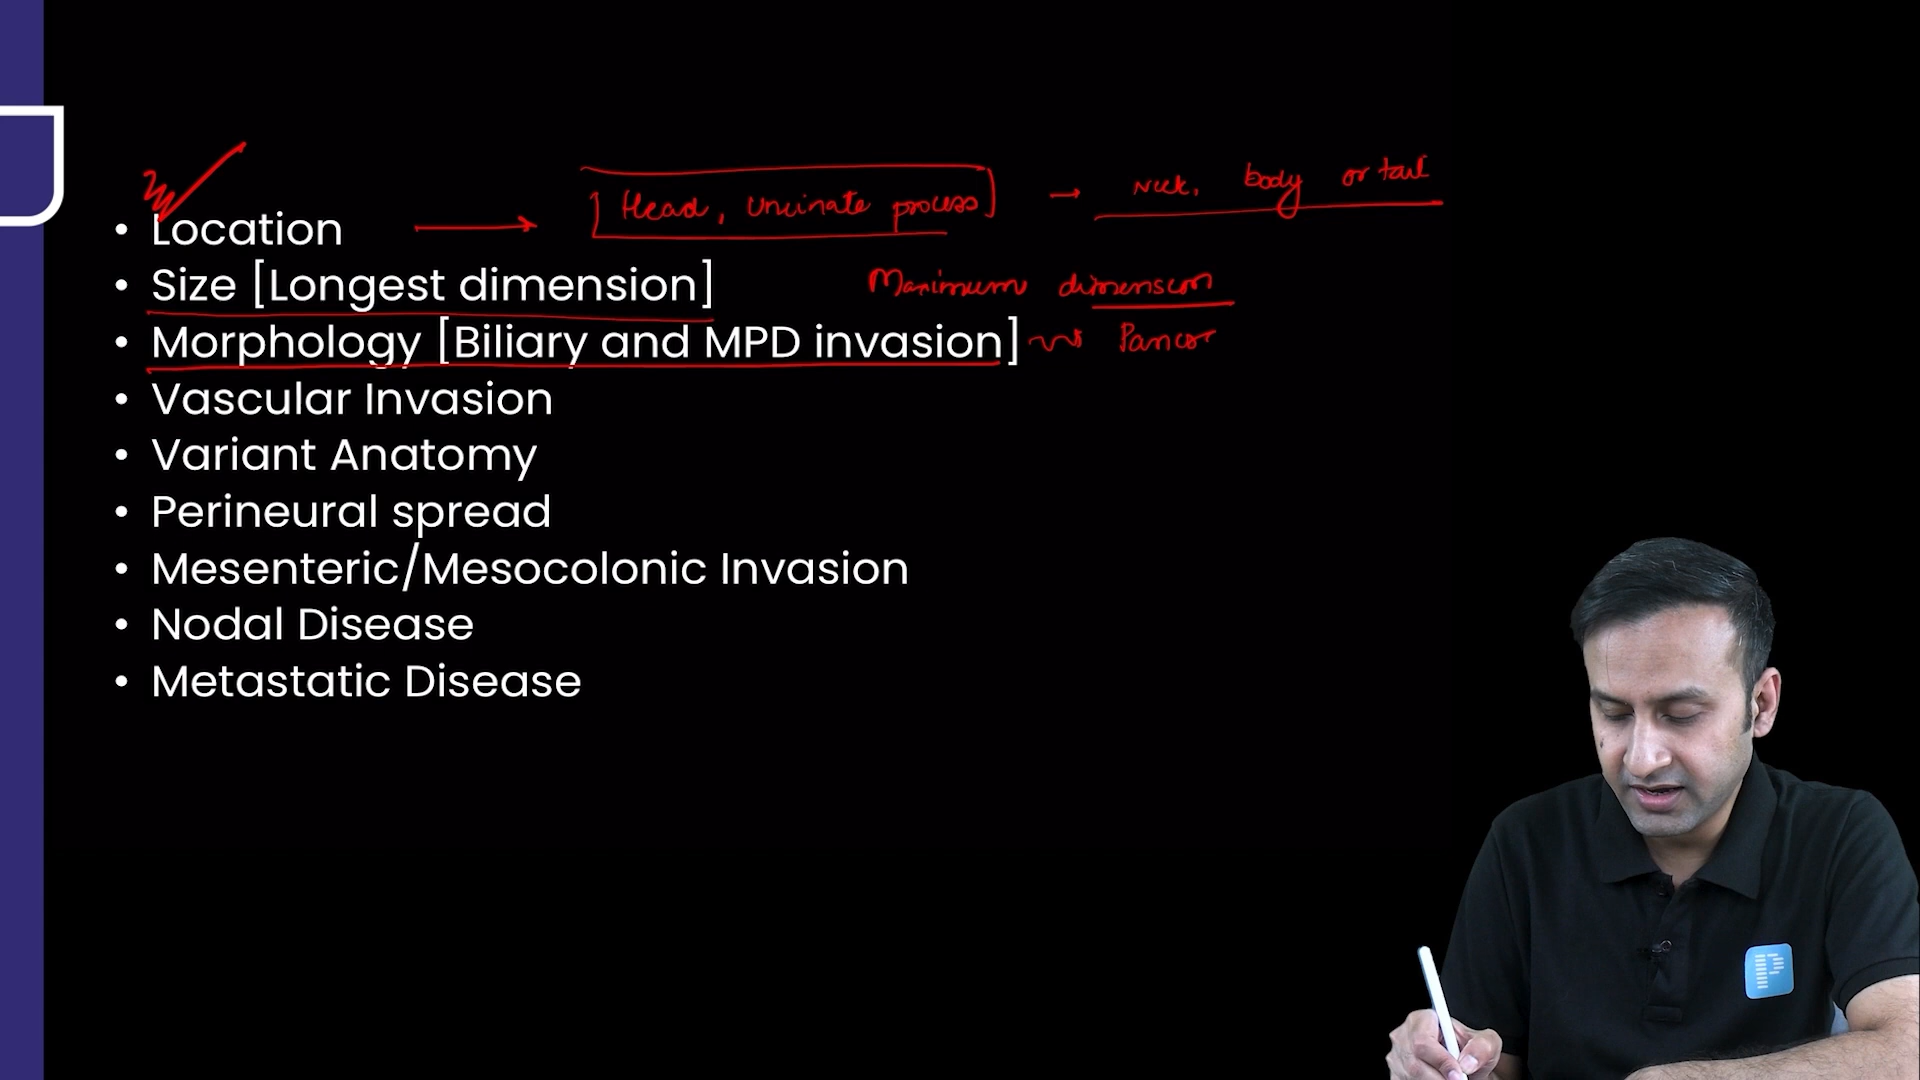 • Location → Head, Uncinate process → Neck, body or tail
• Size [Longest dimension] Maximum dimension
• Morphology [Biliary and MPD invasion] Pancr
• Vascular Invasion
• Variant Anatomy
• Perineural spread
• Mesenteric/Mesocolonic Invasion
• Nodal Disease
• Metastatic Disease
P